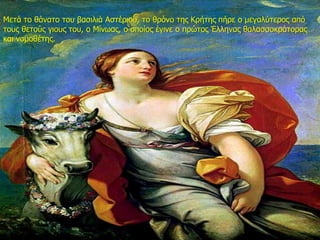 Μετά το θάνατο του βασιλιά Αστέριου, το θρόνο της Κρήτης πήρε ο μεγαλύτερος από
τους θετούς γιους του, ο Μίνωας, ο οποίος έγινε ο πρώτος Έλληνας θαλασσοκράτορας
και νομοθέτης.